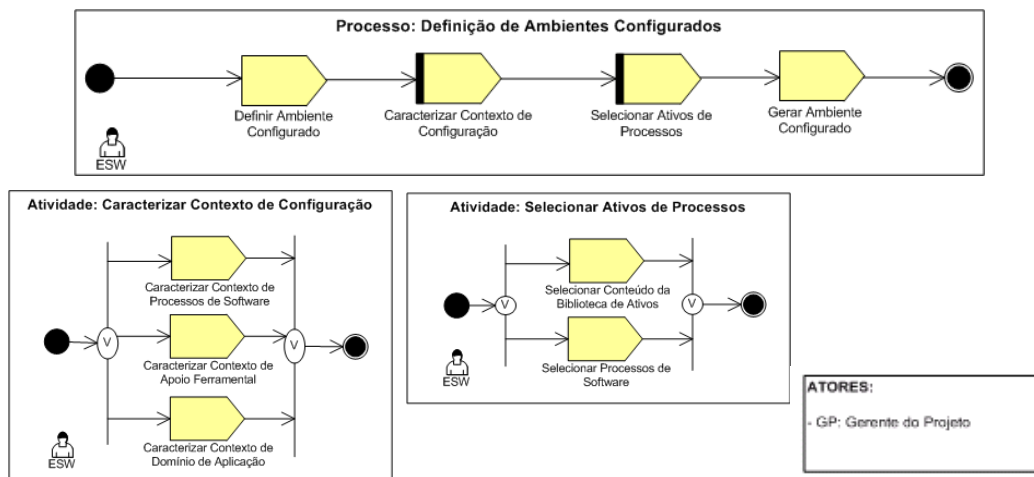 Processo: Definição de Ambientes Configurados
Definir Ambiente
Configurado
Caracterizar Contexto de
Configuração
Selecionar Ativos de
Processos
Gerar Ambiente
Configurado
ESW
Atividade: Caracterizar Contexto de Configuração
Caracterizar Contexto de
Processos de Software
V
V
Caracterizar Contexto de
Apoio Ferramental
Caracterizar Contexto de
Domínio de Aplicação
ESW
Atividade: Selecionar Ativos de Processos
Selecionar Conteúdo da
Biblioteca de Ativos
V
V
Selecionar Processos de
Software
ESW
ATORES:
- GP: Gerente do Projeto